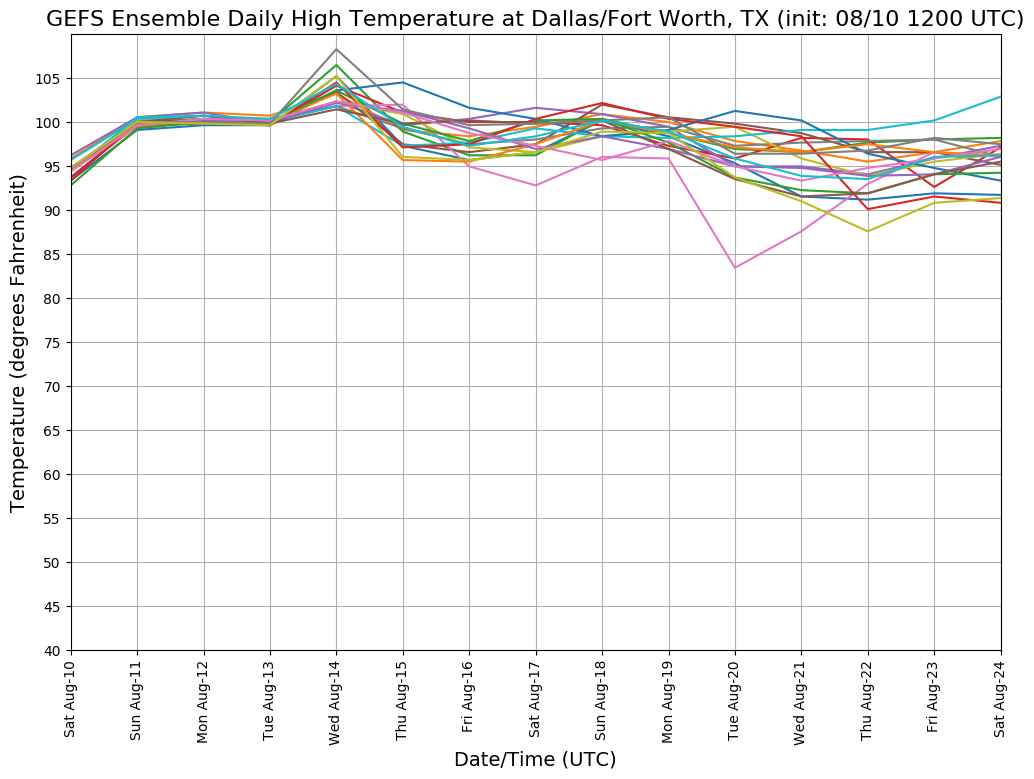 GEFS Ensemble Daily High Temperature at Dallas/Fort Worth, TX (init: 08/10 1200 UTC)
Temperature (degrees Fahrenheit)
105
100
95
90
85
80
75
70
65
60
55
50
45
40
Sat Aug-10
Sun Aug-11
Mon Aug-12
Tue Aug-13
Wed Aug-14
Thu Aug-15
Fri Aug-16
Sat Aug-17
Sun Aug-18
Mon Aug-19
Tue Aug-20
Wed Aug-21
Thu Aug-22
Fri Aug-23
Sat Aug-24
Date/Time (UTC)